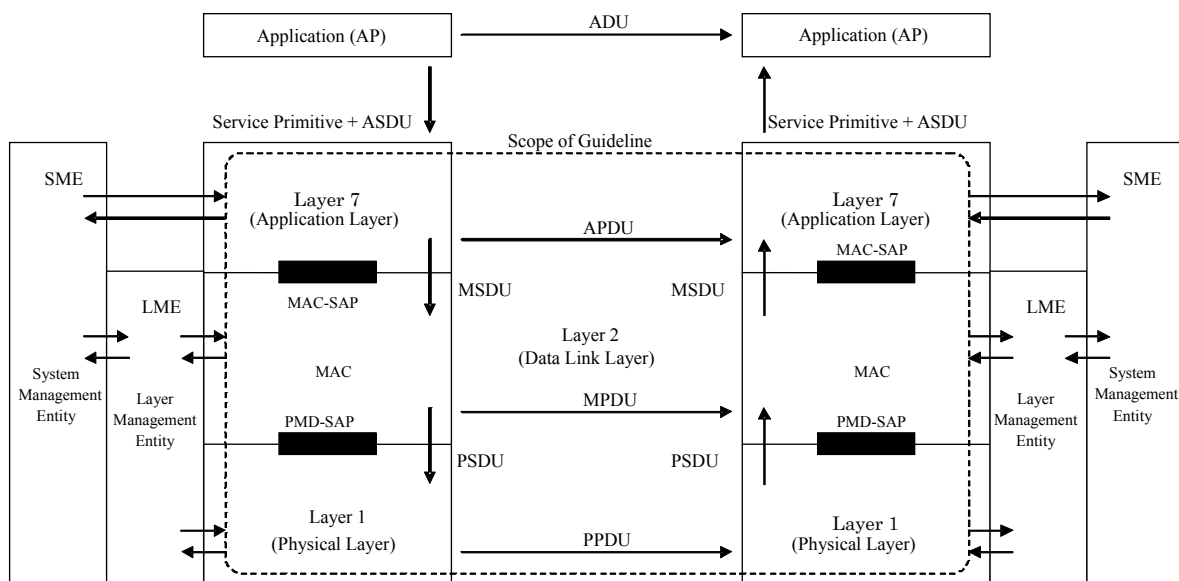 ADU
Application (AP)
Application (AP)
Service Primitive + ASDU
Service Primitive + ASDU
Scope of Guideline
SME
Layer 7
(Application Layer)
Layer 7
(Application Layer)
SME
APDU
MAC-SAP
MAC-SAP
MSDU
MSDU
LME
LME
Layer 2
(Data Link Layer)
MAC
MAC
System
Management
Entity
Layer
Management
Entity
Layer
Management
Entity
System
Management
Entity
MPDU
PMD-SAP
PMD-SAP
PSDU
PSDU
Layer 1
(Physical Layer)
Layer 1
(Physical Layer)
PPDU